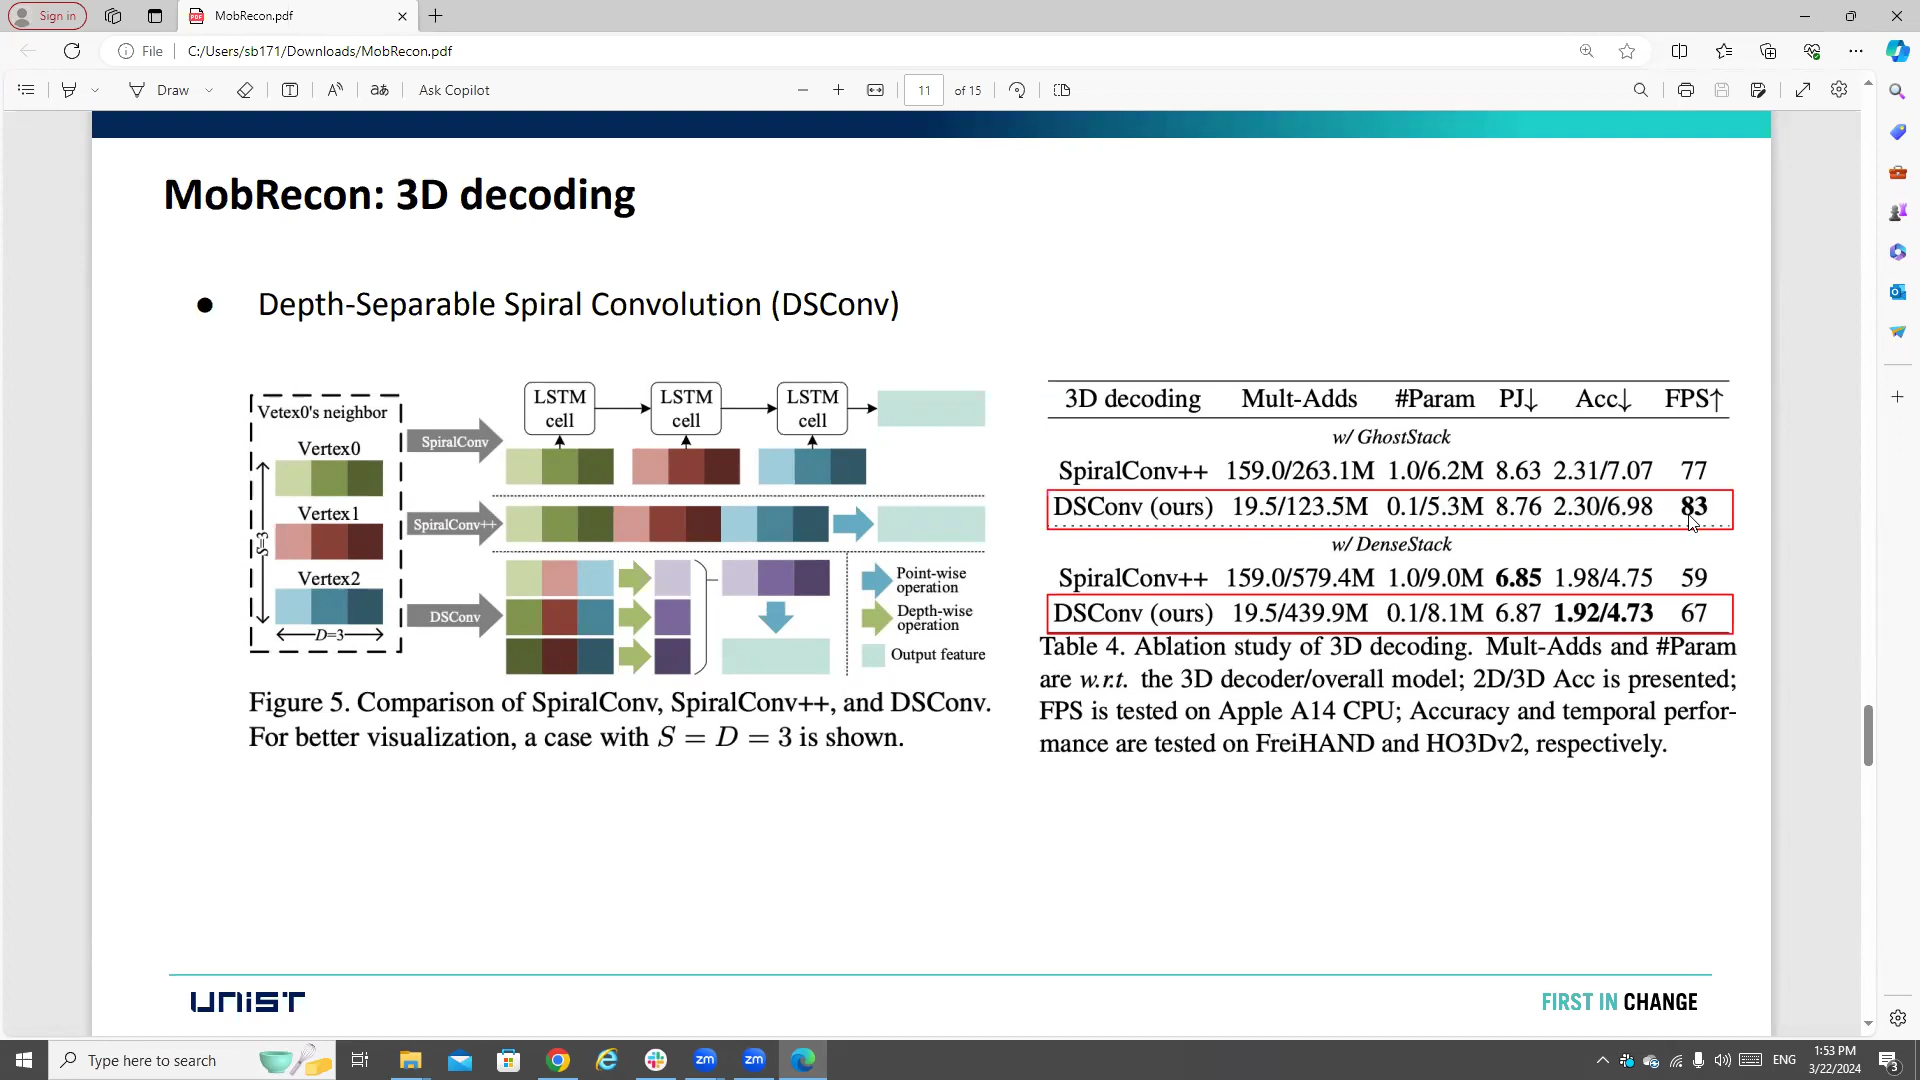 Sign in
MobRecon.pdf
File
C:/Users/sb171/Downloads/MobRecon.pdf
Draw
Ask Copilot
11 of 15
MobRecon: 3D decoding
● Depth-Separable Spiral Convolution (DSConv)
Vetex0's neighbor
Vertex0
Vertex1
Vertex2
S=3
D=3
SpiralConv
SpiralConv++
DSConv
LSTM cell
LSTM cell
LSTM cell
Point-wise operation
Depth-wise operation
Output feature
Figure 5. Comparison of SpiralConv, SpiralConv++, and DSConv.
For better visualization, a case with S = D = 3 is shown.
3D decoding Mult-Adds #Param PJ↓ Acc↓ FPS↑
w/ GhostStack
SpiralConv++ 159.0/263.1M 1.0/6.2M 8.63 2.31/7.07 77
DSConv (ours) 19.5/123.5M 0.1/5.3M 8.76 2.30/6.98 83
w/ DenseStack
SpiralConv++ 159.0/579.4M 1.0/9.0M 6.85 1.98/4.75 59
DSConv (ours) 19.5/439.9M 0.1/8.1M 6.87 1.92/4.73 67
Table 4. Ablation study of 3D decoding. Mult-Adds and #Param
are w.r.t. the 3D decoder/overall model; 2D/3D Acc is presented;
FPS is tested on Apple A14 CPU; Accuracy and temporal perfor-
mance are tested on FreiHAND and HO3Dv2, respectively.
UNIST
FIRST IN CHANGE
Type here to search
zm
zm
ENG
1:53 PM
3/22/2024
3